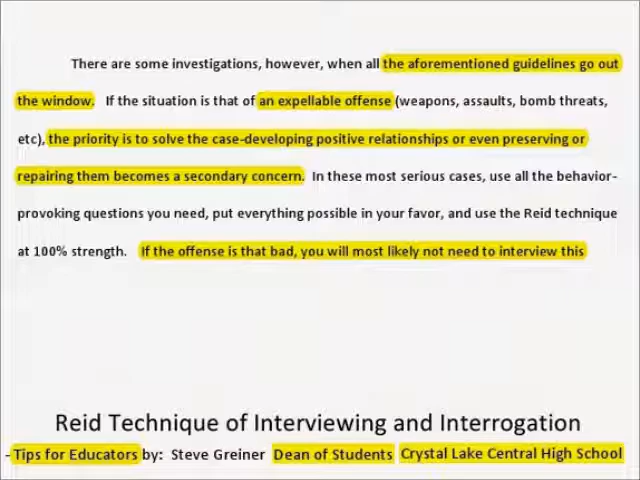 There are some investigations, however, when all the aforementioned guidelines go out
the window. If the situation is that of an expellable offense (weapons, assaults, bomb threats,
etc), the priority is to solve the case-developing positive relationships or even preserving or
repairing them becomes a secondary concern. In these most serious cases, use all the behavior-
provoking questions you need, put everything possible in your favor, and use the Reid technique
at 100% strength. If the offense is that bad, you will most likely not need to interview this
Reid Technique of Interviewing and Interrogation
- Tips for Educators by: Steve Greiner Dean of Students Crystal Lake Central High School